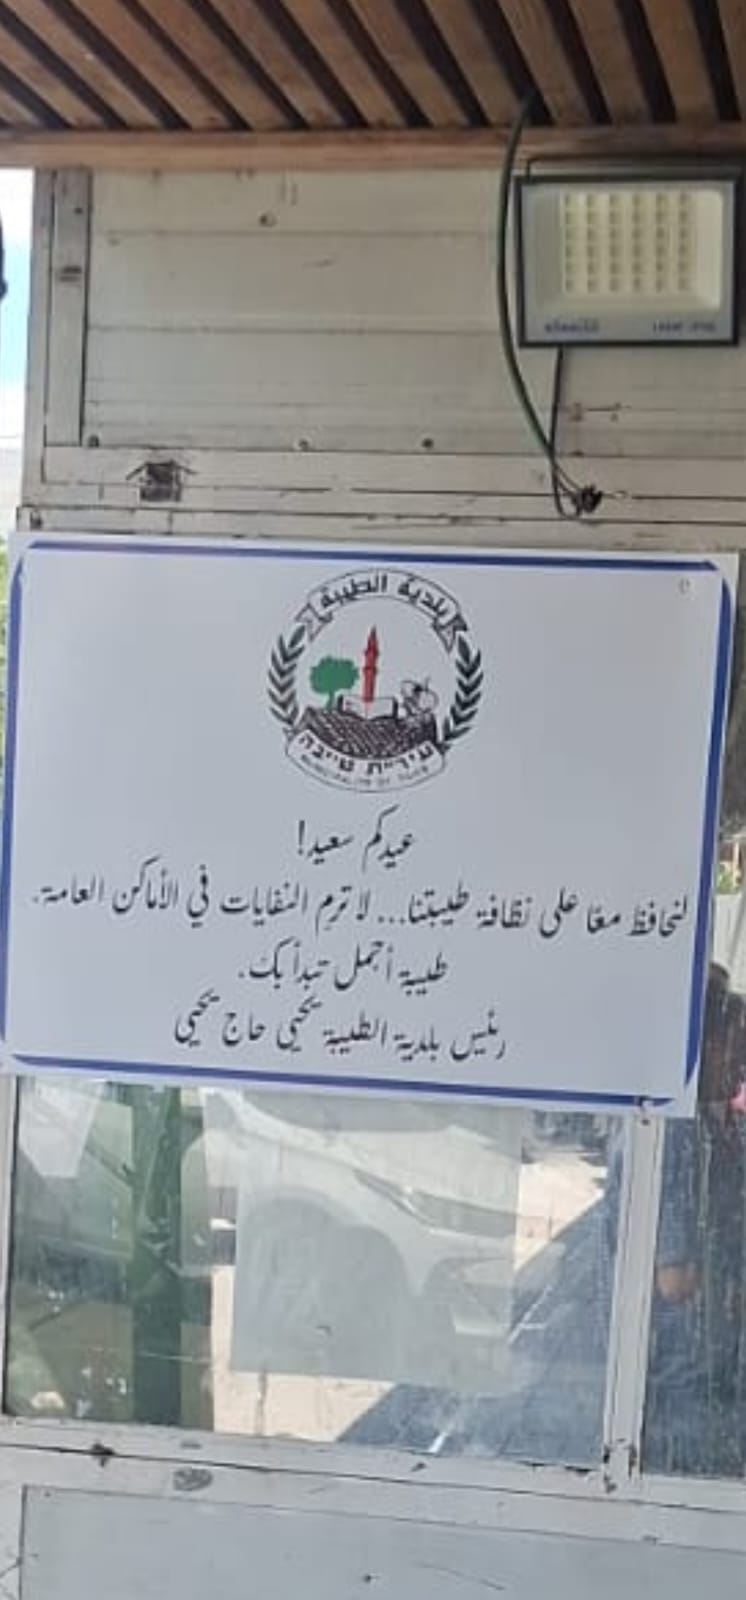 بلدية الطيبة
עיריית טייבה
عيدكم سعيد!
لنحافظ معًا على نظافة طيبتنا... لا ترمِ النفايات في الأماكن العامة.
طيبة أجمل تبدأ بك.
رئيس بلدية الطيبة يحيى حاج يحيى